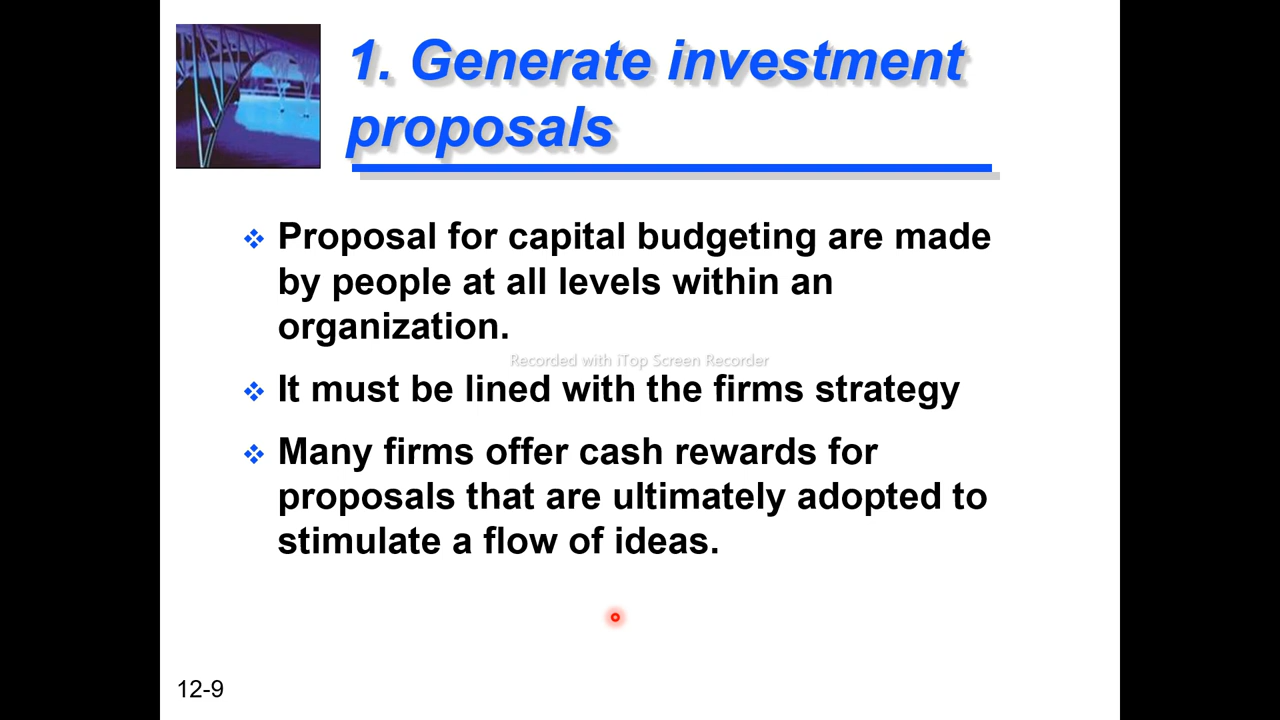 1. Generate investment
proposals
Proposal for capital budgeting are made
by people at all levels within an
organization.
Recorded with iTop Screen Recorder
It must be lined with the firms strategy
Many firms offer cash rewards for
proposals that are ultimately adopted to
stimulate a flow of ideas.
12-9